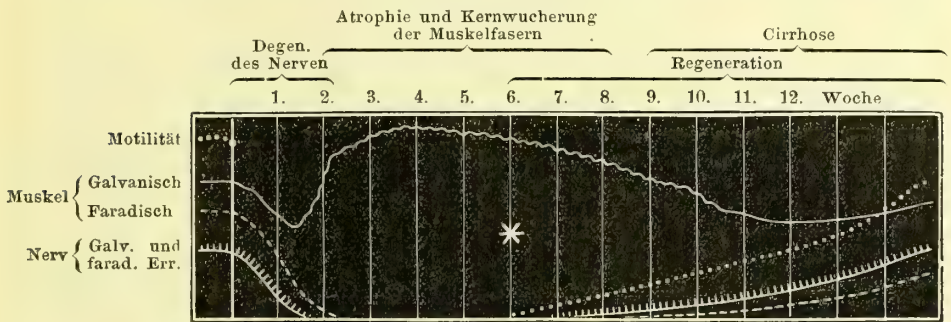 Atrophie und Kernwucherung
der Muskelfasern
Cirrhose
Degen.
des Nerven
Regeneration
1. 2. 3. 4. 5. 6. 7. 8. 9. 10. 11. 12. Woche
Motilität
Muskel { Galvanisch
Faradisch
Nerv { Galv. und
farad. Err.